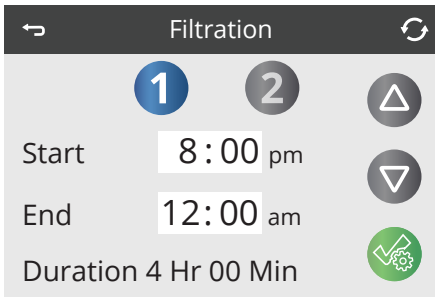 Filtration
1 2
Start 8:00 pm
End 12:00 am
Duration 4 Hr 00 Min